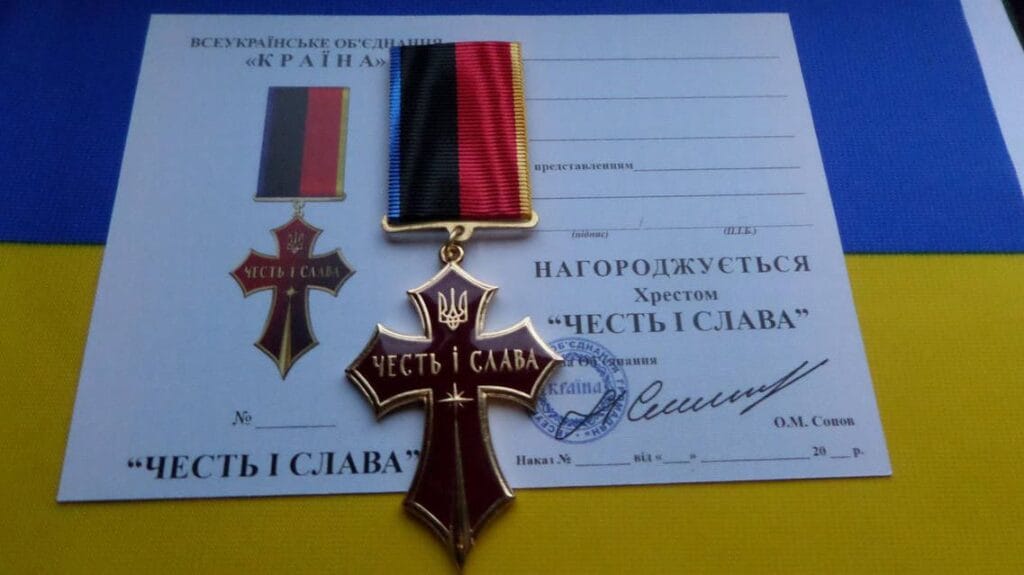 ВСЕУКРАЇНСЬКЕ ОБ'ЄДНАННЯ
«К Р А Ї Н А»
ЧЕСТЬ І СЛАВА
№
“ЧЕСТЬ І СЛАВА”
ЧЕСТЬ і СЛАВА
представленням
(підпис) / (П.І.Б.)
НАГОРОДЖУЄТЬСЯ
Хрестом
“ЧЕСТЬ І СЛАВА”
країна
О.М. Сопов
Наказ № від « » 20 р.